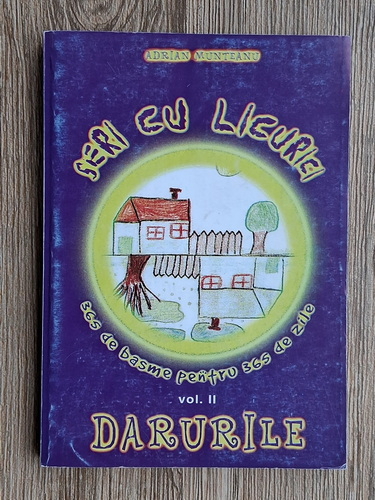 ADRIAN MUNTEANU
SERI CU LICURICI
365 de basme pentru 365 de zile
vol. II
DARURILE